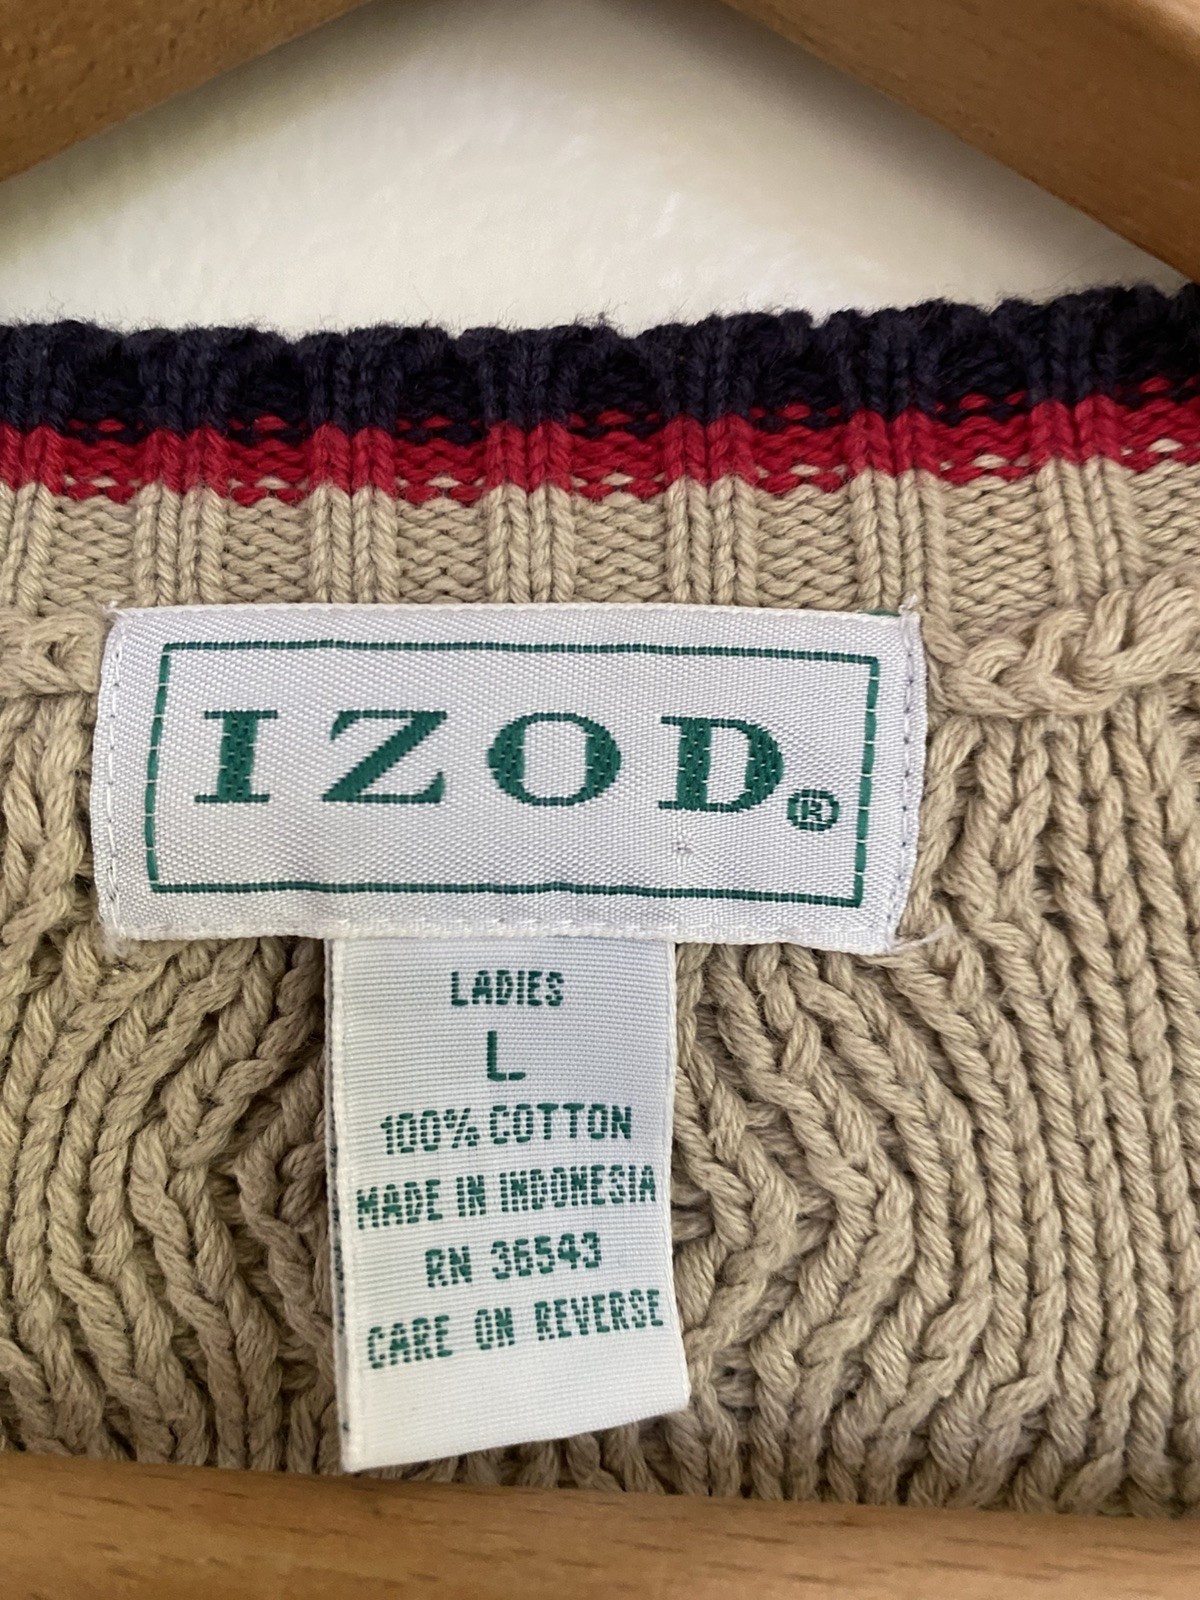 IZOD®
LADIES
L
100% COTTON
MADE IN INDONESIA
RN 36543
CARE ON REVERSE